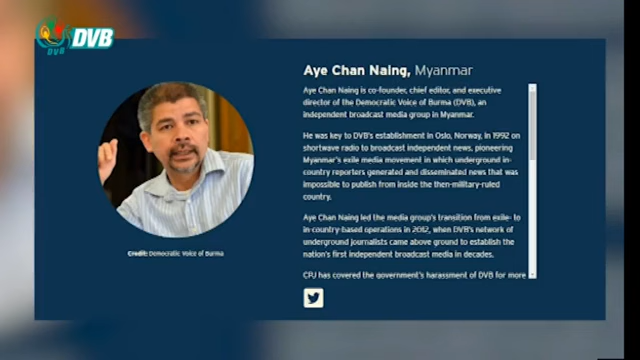 DVB
DVB
Aye Chan Naing, Myanmar
Aye Chan Naing is co-founder, chief editor, and executive
director of the Democratic Voice of Burma (DVB), an
independent broadcast media group in Myanmar.
He was key to DVB's establishment in Oslo, Norway, in 1992 on
shortwave radio to broadcast independent news, pioneering
Myanmar's exile media movement in which underground in-
country reporters generated and disseminated news that was
impossible to publish from inside the then-military-ruled
country.
Aye Chan Naing led the media group's transition from exile- to
in-country-based operations in 2012, when DVB's network of
underground journalists came above ground to establish the
nation's first independent broadcast media in decades.
CPJ has covered the government's harassment of DVB for more
Credit: Democratic Voice of Burma